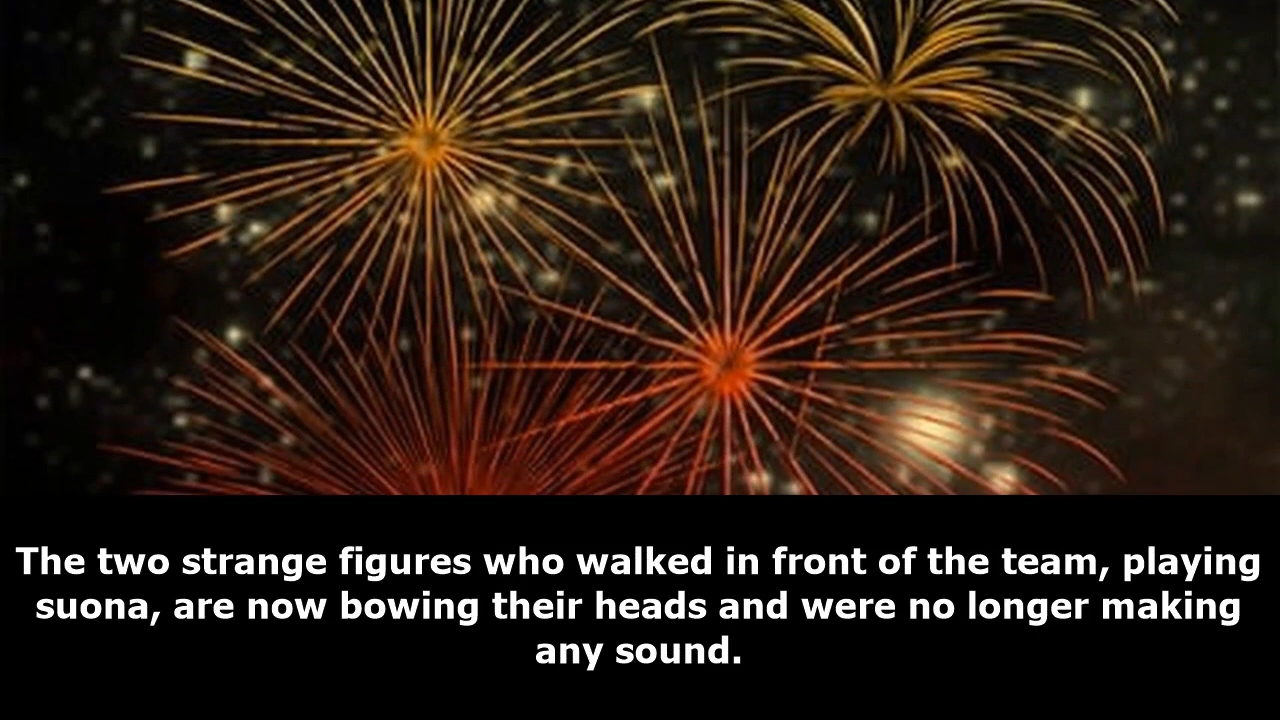 The two strange figures who walked in front of the team, playing
suona, are now bowing their heads and were no longer making
any sound.